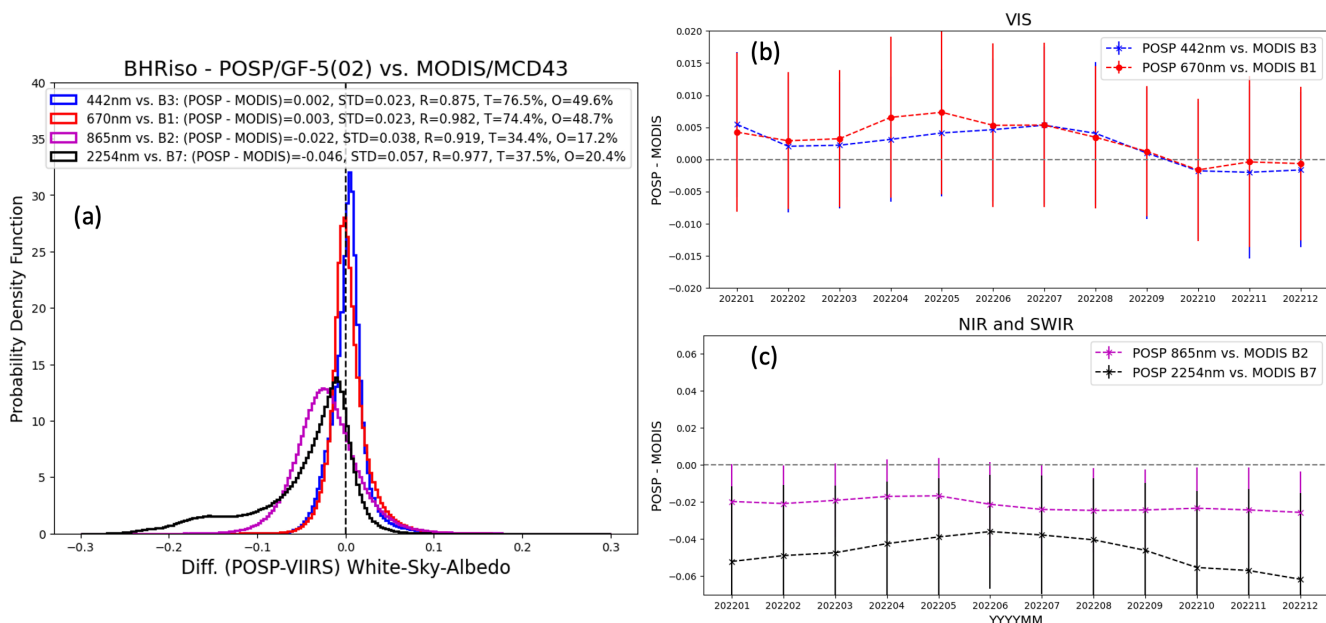 BHRiso - POSP/GF-5(02) vs. MODIS/MCD43
442nm vs. B3: (POSP - MODIS)=0.002, STD=0.023, R=0.875, T=76.5%, O=49.6%
670nm vs. B1: (POSP - MODIS)=0.003, STD=0.023, R=0.982, T=74.4%, O=48.7%
865nm vs. B2: (POSP - MODIS)=-0.022, STD=0.038, R=0.919, T=34.4%, O=17.2%
2254nm vs. B7: (POSP - MODIS)=-0.046, STD=0.057, R=0.977, T=37.5%, O=20.4%
(a)
Probability Density Function
40
35
30
25
20
15
10
5
0
−0.3
−0.2
−0.1
0.0
0.1
0.2
0.3
Diff. (POSP-VIIRS) White-Sky-Albedo
VIS
(b)
POSP 442nm vs. MODIS B3
POSP 670nm vs. MODIS B1
POSP - MODIS
0.020
0.015
0.010
0.005
0.000
−0.005
−0.010
−0.015
−0.020
202201 202202 202203 202204 202205 202206 202207 202208 202209 202210 202211 202212
NIR and SWIR
(c)
POSP 865nm vs. MODIS B2
POSP 2254nm vs. MODIS B7
POSP - MODIS
0.06
0.04
0.02
0.00
−0.02
−0.04
−0.06
202201 202202 202203 202204 202205 202206 202207 202208 202209 202210 202211 202212
YYYYMM